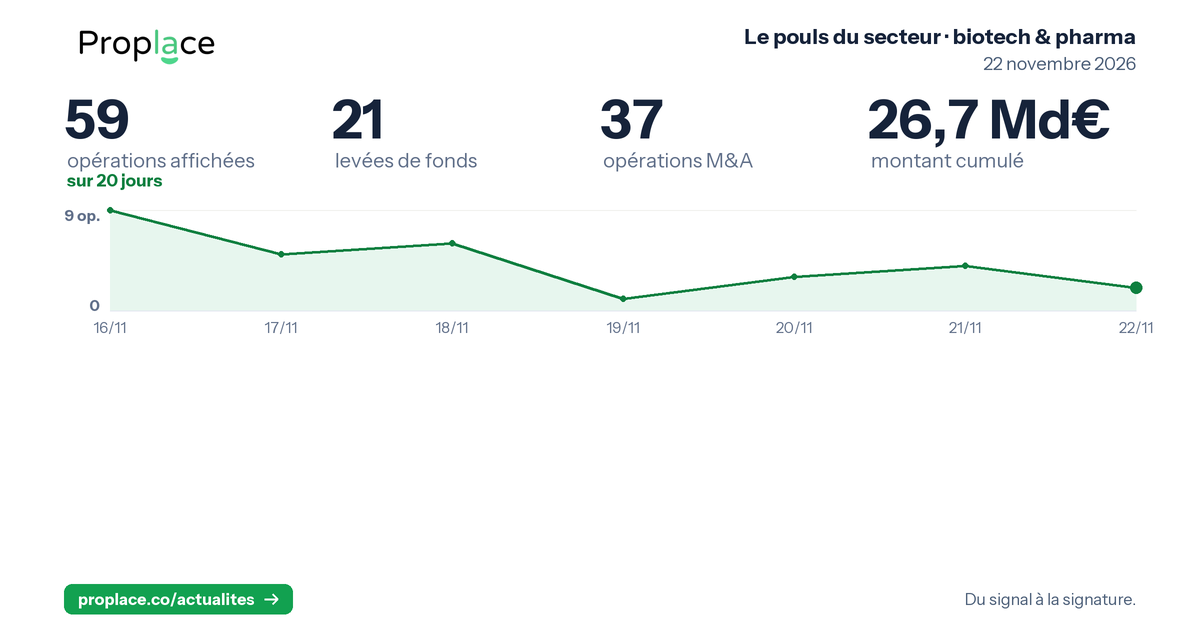 Proplace
Le pouls du secteur · biotech & pharma
22 novembre 2026
59
opérations affichées
sur 20 jours
21
levées de fonds
37
opérations M&A
26,7 Md€
montant cumulé
9 op.
0
16/11
17/11
18/11
19/11
20/11
21/11
22/11
proplace.co/actualites →
Du signal à la signature.